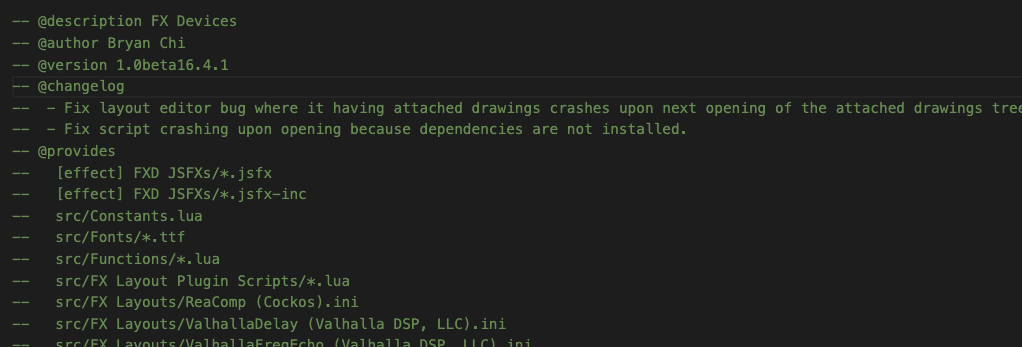 -- @description FX Devices
-- @author Bryan Chi
-- @version 1.0beta16.4.1
-- @changelog
--  - Fix layout editor bug where it having attached drawings crashes upon next opening of the attached drawings tree
--  - Fix script crashing upon opening because dependencies are not installed.
-- @provides
--   [effect] FXD JSFXs/*.jsfx
--   [effect] FXD JSFXs/*.jsfx-inc
--   src/Constants.lua
--   src/Fonts/*.ttf
--   src/Functions/*.lua
--   src/FX Layout Plugin Scripts/*.lua
--   src/FX Layouts/ReaComp (Cockos).ini
--   src/FX Layouts/ValhallaDelay (Valhalla DSP, LLC).ini
--   src/FX Layouts/ValhallaFreqEcho (Valhalla DSP, LLC).ini